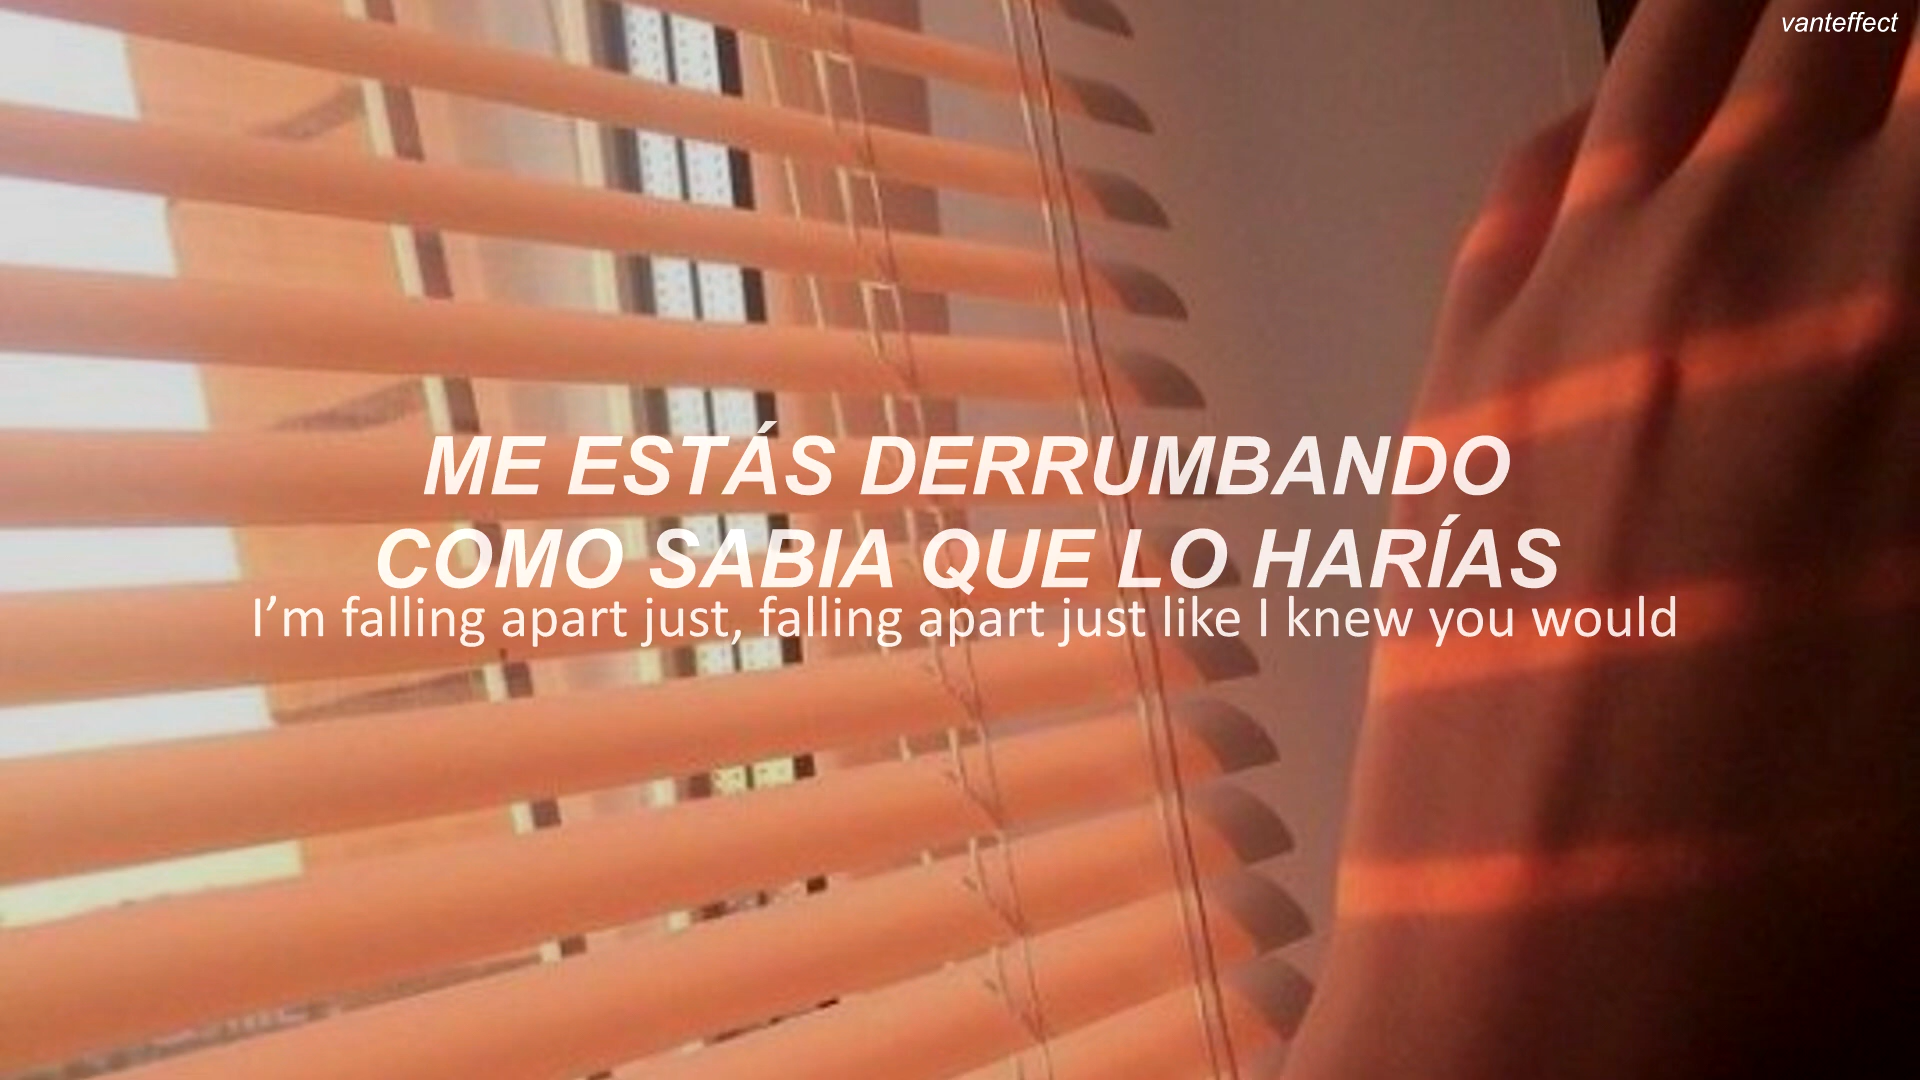 vanteffect
ME ESTÁS DERRUMBANDO
COMO SABIA QUE LO HARÍAS
I’m falling apart just, falling apart just like I knew you would